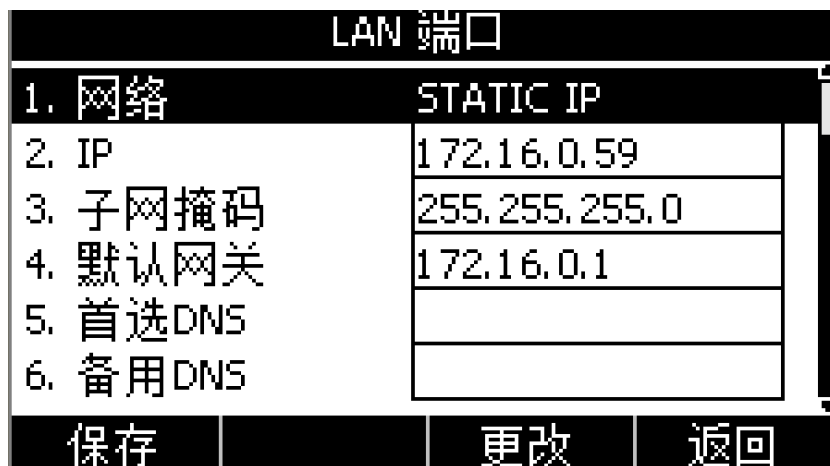 LAN 端口
1. 网络 STATIC IP
2. IP 172.16.0.59
3. 子网掩码 255.255.255.0
4. 默认网关 172.16.0.1
5. 首选DNS
6. 备用DNS
保存 更改 返回